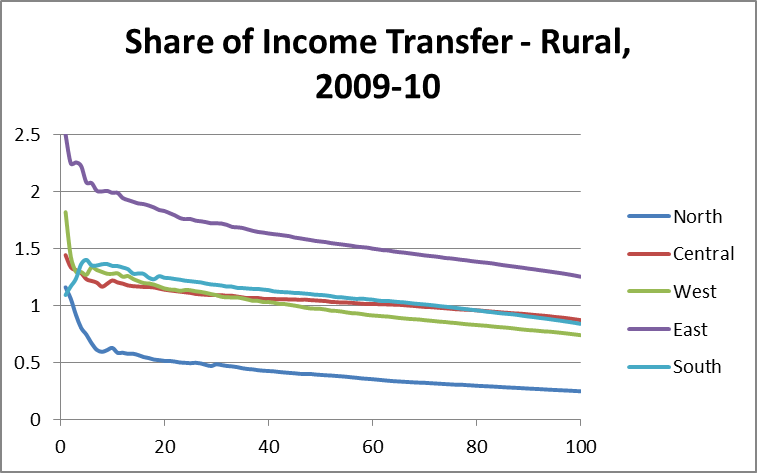 Share of Income Transfer - Rural,
2009-10
2.5
2
1.5
1
0.5
0
0 20 40 60 80 100
North
Central
West
East
South